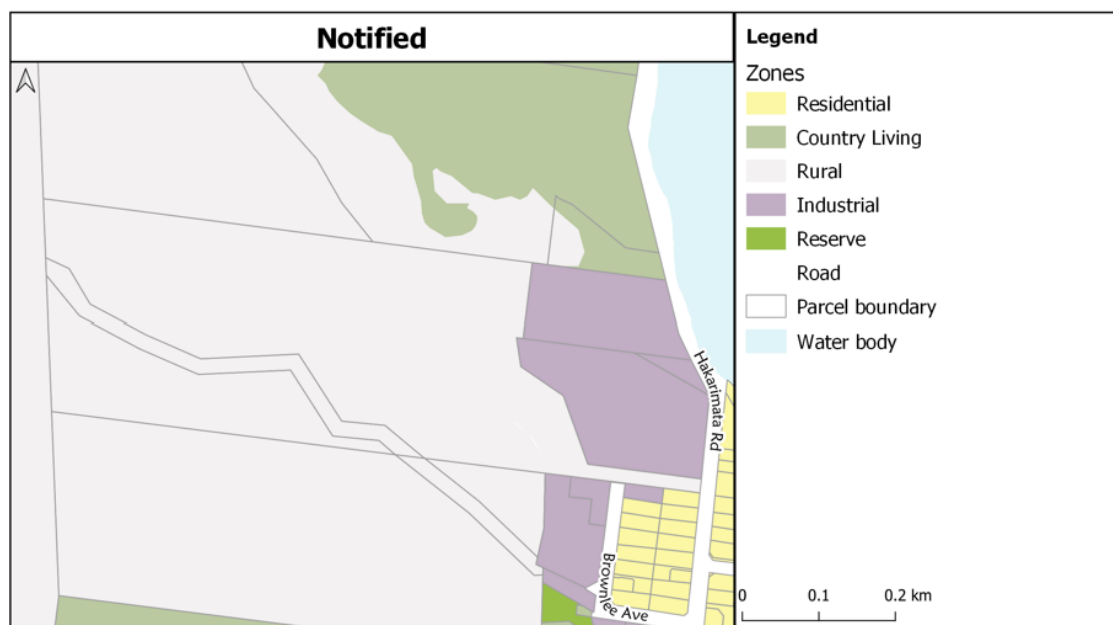 Notified
Hakarimata Rd
Brownlee Ave
Legend
Zones
Residential
Country Living
Rural
Industrial
Reserve
Road
Parcel boundary
Water body
0 0.1 0.2 km